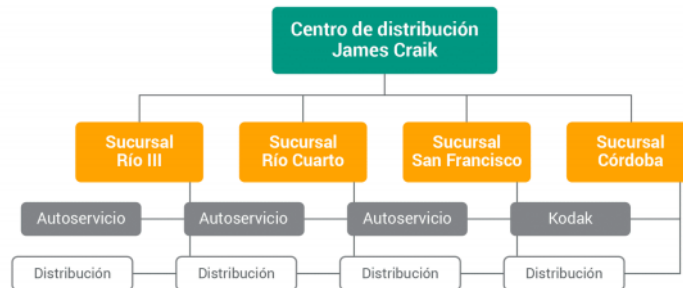 Centro de distribución
James Craik
Sucursal
Río III
Sucursal
Río Cuarto
Sucursal
San Francisco
Sucursal
Córdoba
Autoservicio
Autoservicio
Autoservicio
Kodak
Distribución
Distribución
Distribución
Distribución